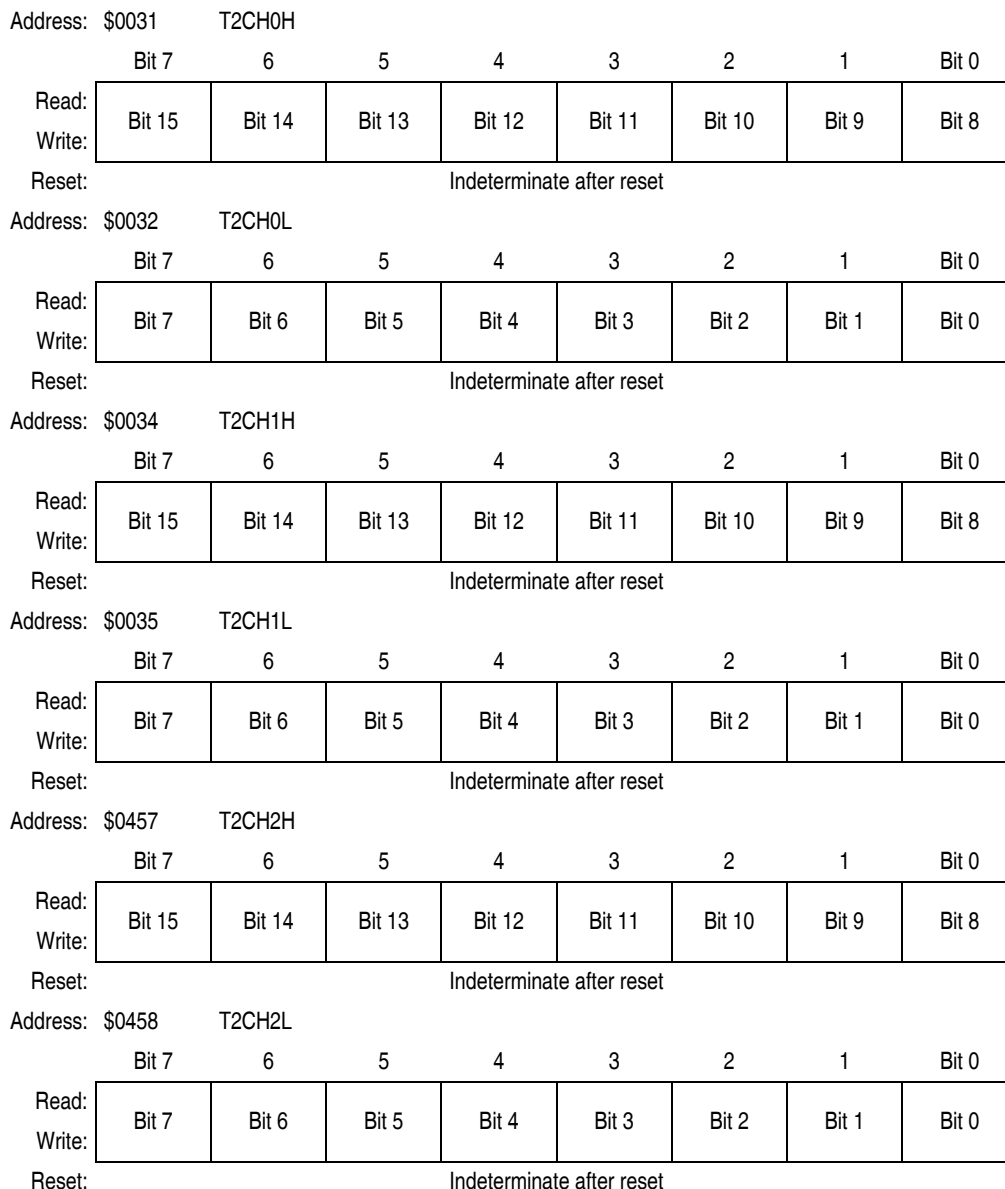 Address: $0031 T2CH0H
Bit 7 6 5 4 3 2 1 Bit 0
Read:
Bit 15 Bit 14 Bit 13 Bit 12 Bit 11 Bit 10 Bit 9 Bit 8
Write:
Reset: Indeterminate after reset
Address: $0032 T2CH0L
Bit 7 6 5 4 3 2 1 Bit 0
Read:
Bit 7 Bit 6 Bit 5 Bit 4 Bit 3 Bit 2 Bit 1 Bit 0
Write:
Reset: Indeterminate after reset
Address: $0034 T2CH1H
Bit 7 6 5 4 3 2 1 Bit 0
Read:
Bit 15 Bit 14 Bit 13 Bit 12 Bit 11 Bit 10 Bit 9 Bit 8
Write:
Reset: Indeterminate after reset
Address: $0035 T2CH1L
Bit 7 6 5 4 3 2 1 Bit 0
Read:
Bit 7 Bit 6 Bit 5 Bit 4 Bit 3 Bit 2 Bit 1 Bit 0
Write:
Reset: Indeterminate after reset
Address: $0457 T2CH2H
Bit 7 6 5 4 3 2 1 Bit 0
Read:
Bit 15 Bit 14 Bit 13 Bit 12 Bit 11 Bit 10 Bit 9 Bit 8
Write:
Reset: Indeterminate after reset
Address: $0458 T2CH2L
Bit 7 6 5 4 3 2 1 Bit 0
Read:
Bit 7 Bit 6 Bit 5 Bit 4 Bit 3 Bit 2 Bit 1 Bit 0
Write:
Reset: Indeterminate after reset